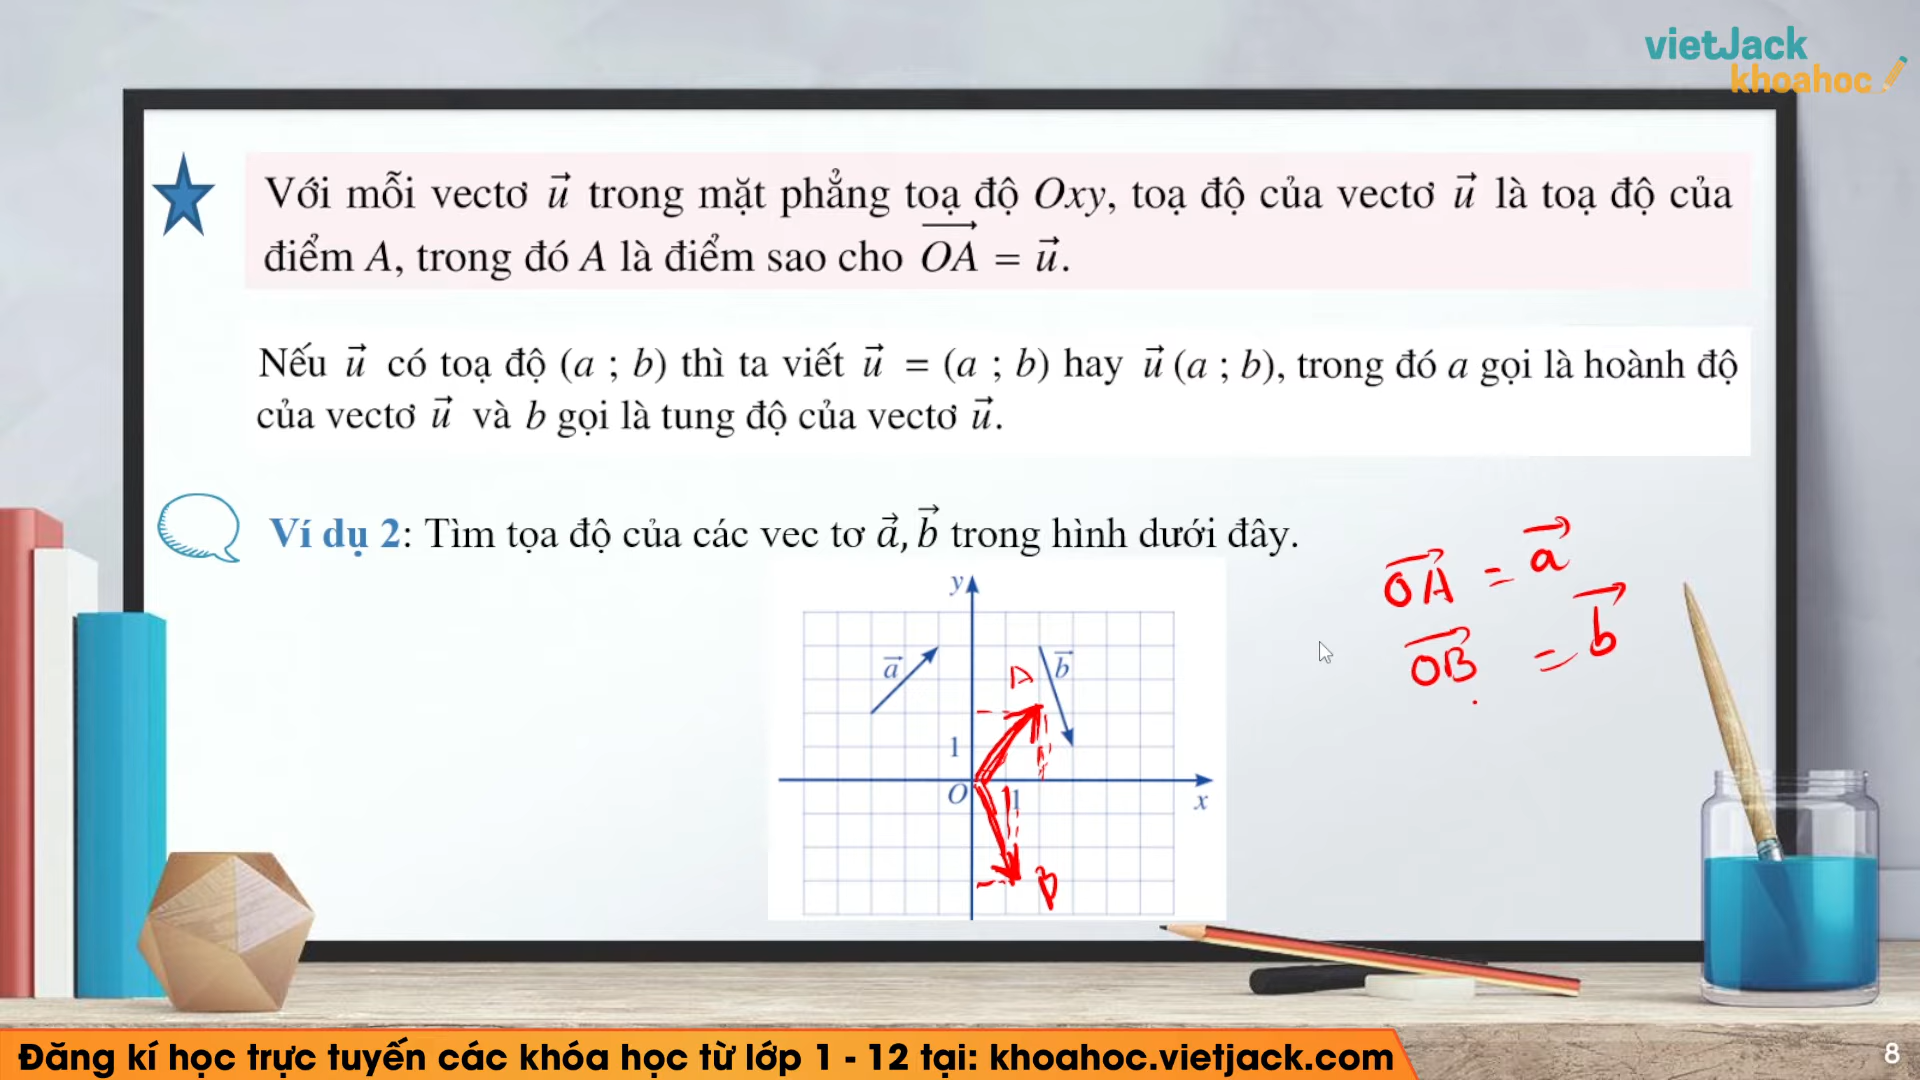 vietJack
khoahoc
Với mỗi vectơ u⃗ trong mặt phẳng toạ độ Oxy, toạ độ của vectơ u⃗ là toạ độ của
điểm A, trong đó A là điểm sao cho O͞A⃗ = u⃗.
Nếu u⃗ có toạ độ (a ; b) thì ta viết u⃗ = (a ; b) hay u⃗ (a ; b), trong đó a gọi là hoành độ
của vectơ u⃗ và b gọi là tung độ của vectơ u⃗.
Ví dụ 2: Tìm tọa độ của các vec tơ a⃗, b⃗ trong hình dưới đây.
OA⃗ = a⃗
OB⃗ = b⃗
y
a⃗
A
b⃗
1
O
1
x
B
Đăng kí học trực tuyến các khóa học từ lớp 1 - 12 tại: khoahoc.vietjack.com
8